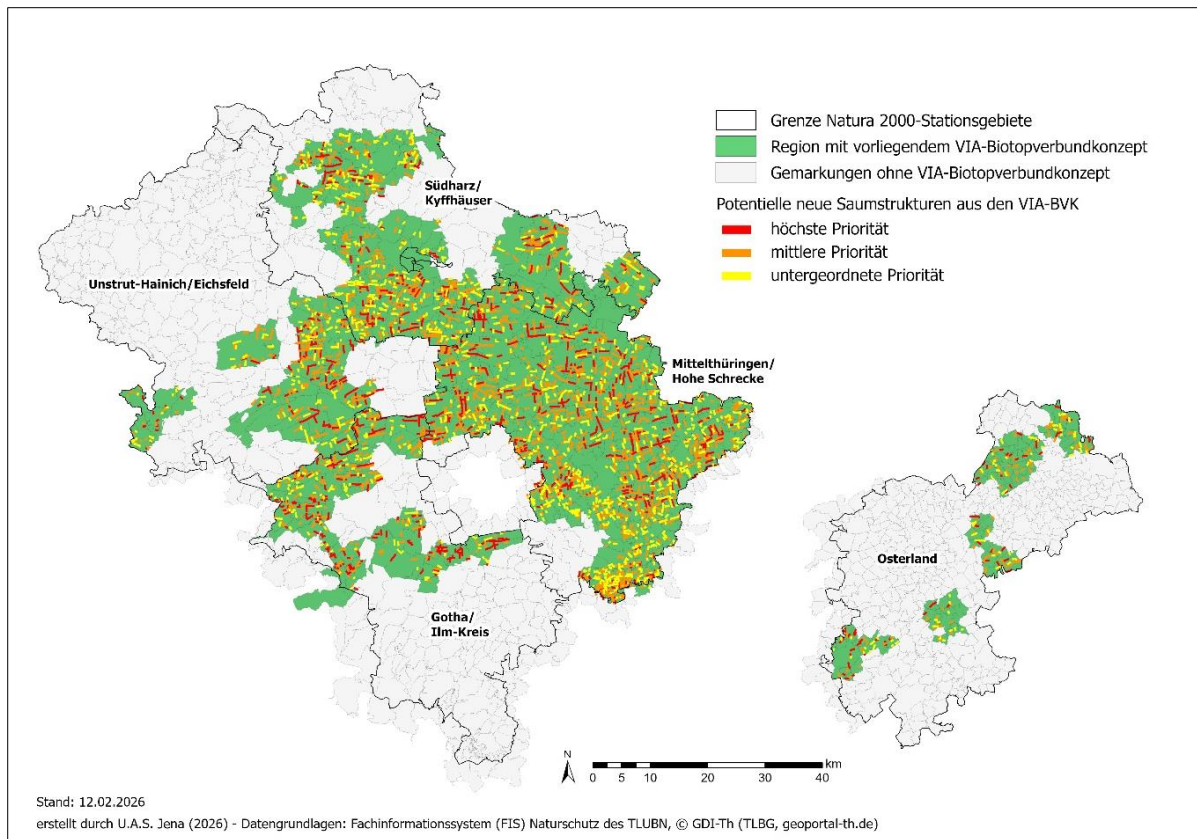 Grenze Natura 2000-Stationsgebiete
Region mit vorliegendem VIA-Biotopverbundkonzept
Gemarkungen ohne VIA-Biotopverbundkonzept
Potentielle neue Saumstrukturen aus den VIA-BVK
höchste Priorität
mittlere Priorität
untergeordnete Priorität
Südharz/
Kyffhäuser
Unstrut-Hainich/Eichsfeld
Mittelthüringen/
Hohe Schrecke
Osterland
Gotha/
Ilm-Kreis
N
km
0 5 10 20 30 40
Stand: 12.02.2026
erstellt durch U.A.S. Jena (2026) - Datengrundlagen: Fachinformationssystem (FIS) Naturschutz des TLUBN, © GDI-Th (TLBG, geoportal-th.de)